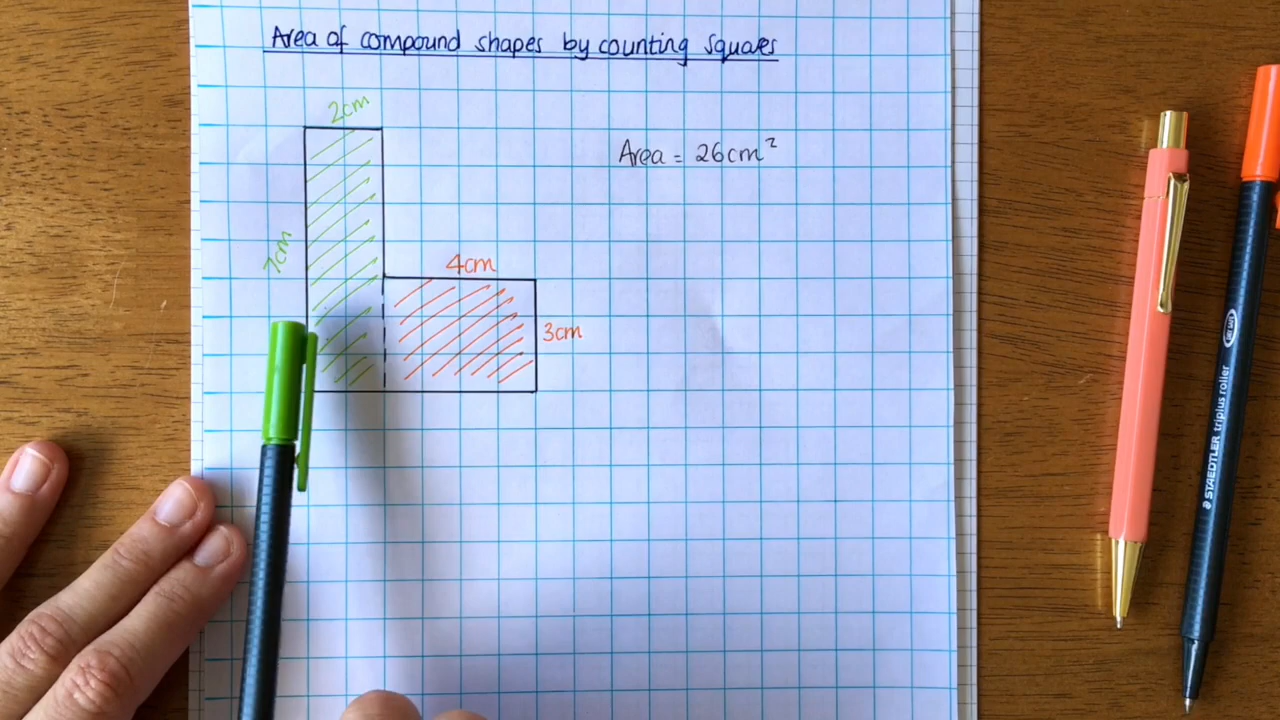 Area of compound shapes by counting squares
2cm
Area = 26cm²
7cm
4cm
3cm
STAEDTLER triplus roller